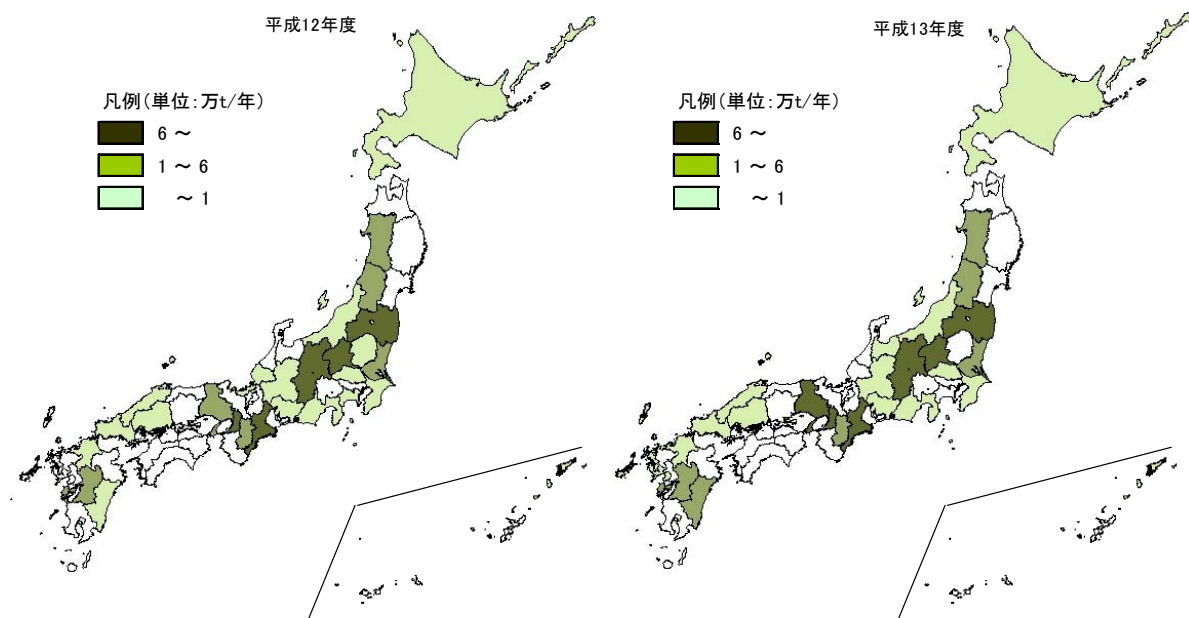 平成12年度
凡例(単位:万t/年)
6 ～
1 ～ 6
～ 1
平成13年度
凡例(単位:万t/年)
6 ～
1 ～ 6
～ 1